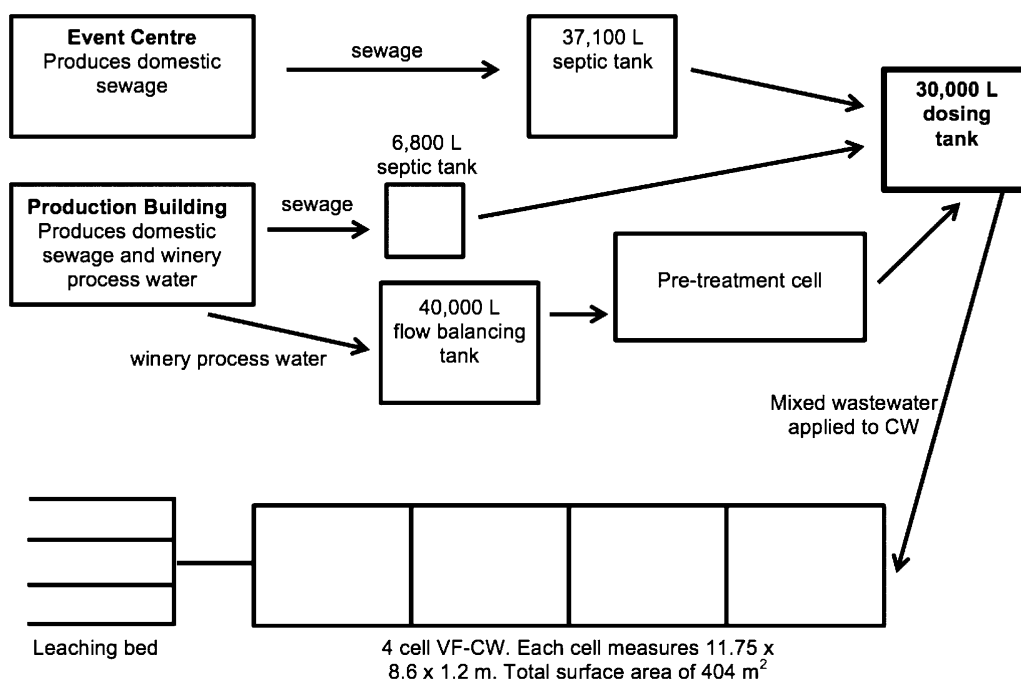 Event Centre
Produces domestic
sewage
sewage
37,100 L
septic tank
30,000 L
dosing
tank
6,800 L
septic tank
Production Building
Produces domestic
sewage and winery
process water
sewage
Pre-treatment cell
40,000 L
flow balancing
tank
winery process water
Mixed wastewater
applied to CW
Leaching bed
4 cell VF-CW. Each cell measures 11.75 x
8.6 x 1.2 m. Total surface area of 404 m²